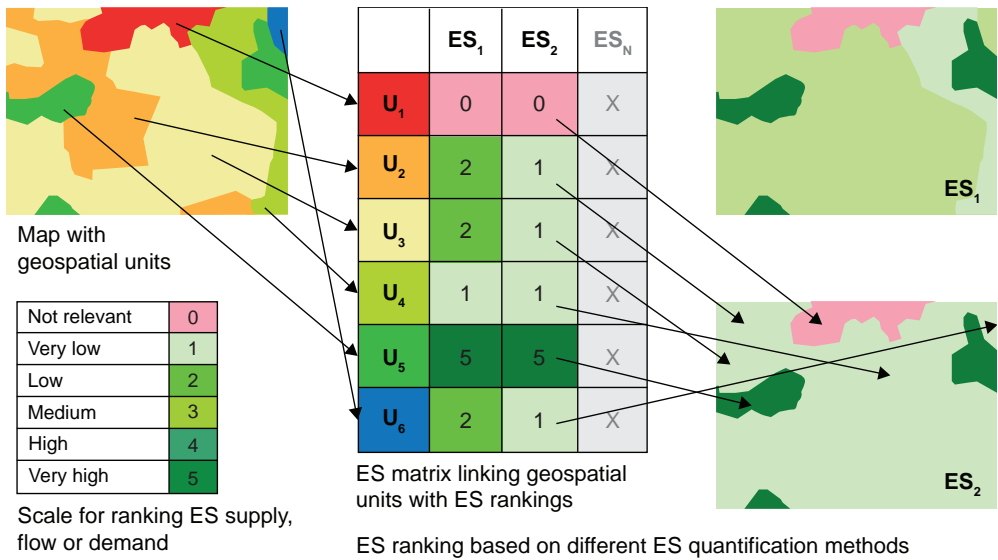 ES1 ES2 ESN
U1 0 0 X
U2 2 1 X
U3 2 1 X
U4 1 1 X
U5 5 5 X
U6 2 1 X
Map with
geospatial units
Not relevant 0
Very low 1
Low 2
Medium 3
High 4
Very high 5
Scale for ranking ES supply,
flow or demand
ES matrix linking geospatial
units with ES rankings
ES ranking based on different ES quantification methods
ES1
ES2